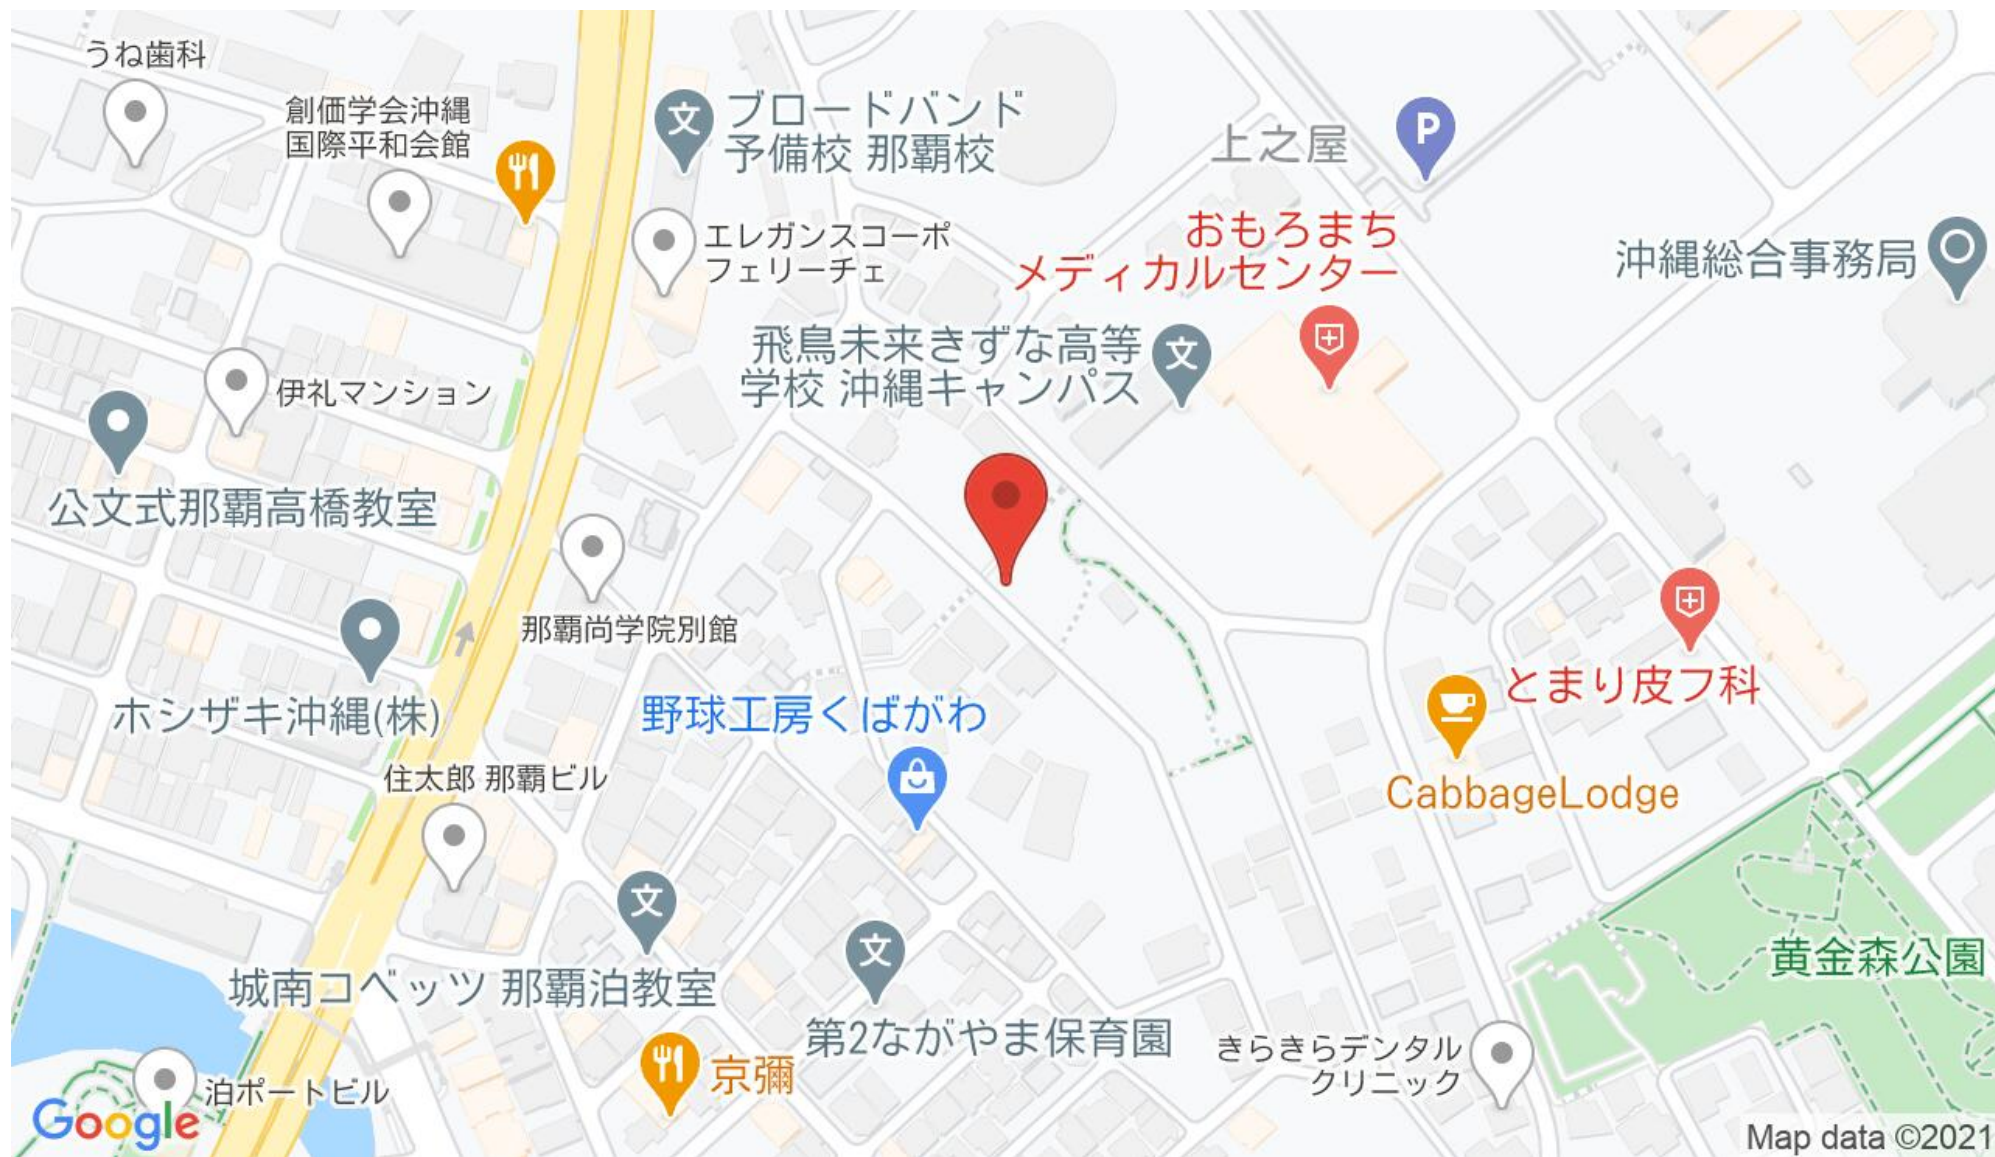 うね歯科
創価学会沖縄
国際平和会館
文
ブロードバンド
予備校 那覇校
上之屋
P
エレガンスコーポ
フェリーチェ
おもろまち
メディカルセンター
沖縄総合事務局
飛鳥未来きずな高等
学校 沖縄キャンパス
文
伊礼マンション
公文式那覇高橋教室
那覇尚学院別館
ホシザキ沖縄(株)
野球工房くばがわ
とまり皮フ科
住太郎 那覇ビル
CabbageLodge
文
城南コベッツ 那覇泊教室
文
第2ながやま保育園
黄金森公園
きらきらデンタル
クリニック
京彌
泊ポートビル
Google
Map data ©2021